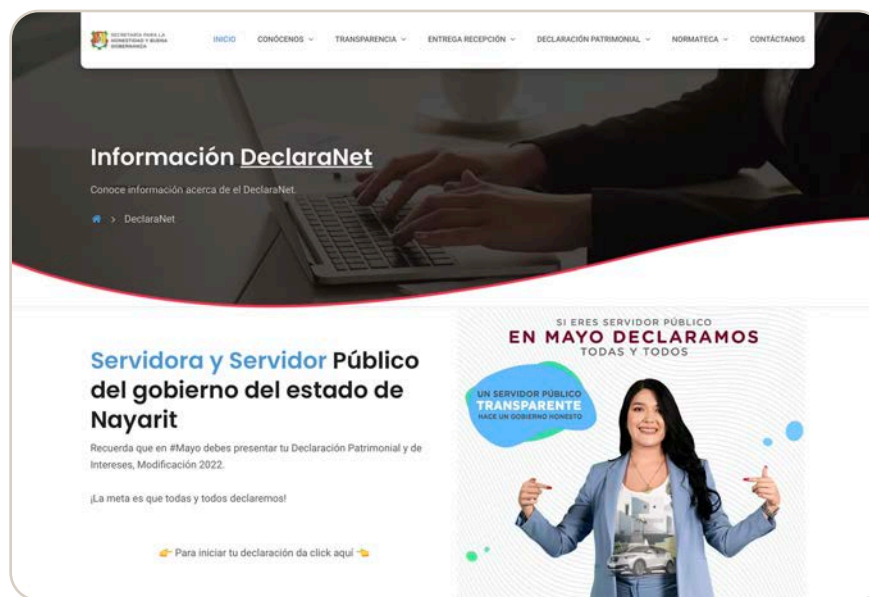 SECRETARÍA PARA LA
HONESTIDAD Y BUENA
GOBERNANZA
INICIO
CONÓCENOS
TRANSPARENCIA
ENTREGA RECEPCIÓN
DECLARACIÓN PATRIMONIAL
NORMATECA
CONTÁCTANOS
Información DeclaraNet
Conoce información acerca de el DeclaraNet.
> DeclaraNet
Servidora y Servidor Público
del gobierno del estado de
Nayarit
Recuerda que en #Mayo debes presentar tu Declaración Patrimonial y de
Intereses, Modificación 2022.
¡La meta es que todas y todos declaremos!
👉 Para iniciar tu declaración da click aquí 👈
SI ERES SERVIDOR PÚBLICO
EN MAYO DECLARAMOS
TODAS Y TODOS
UN SERVIDOR PÚBLICO
TRANSPARENTE
HACE UN GOBIERNO HONESTO